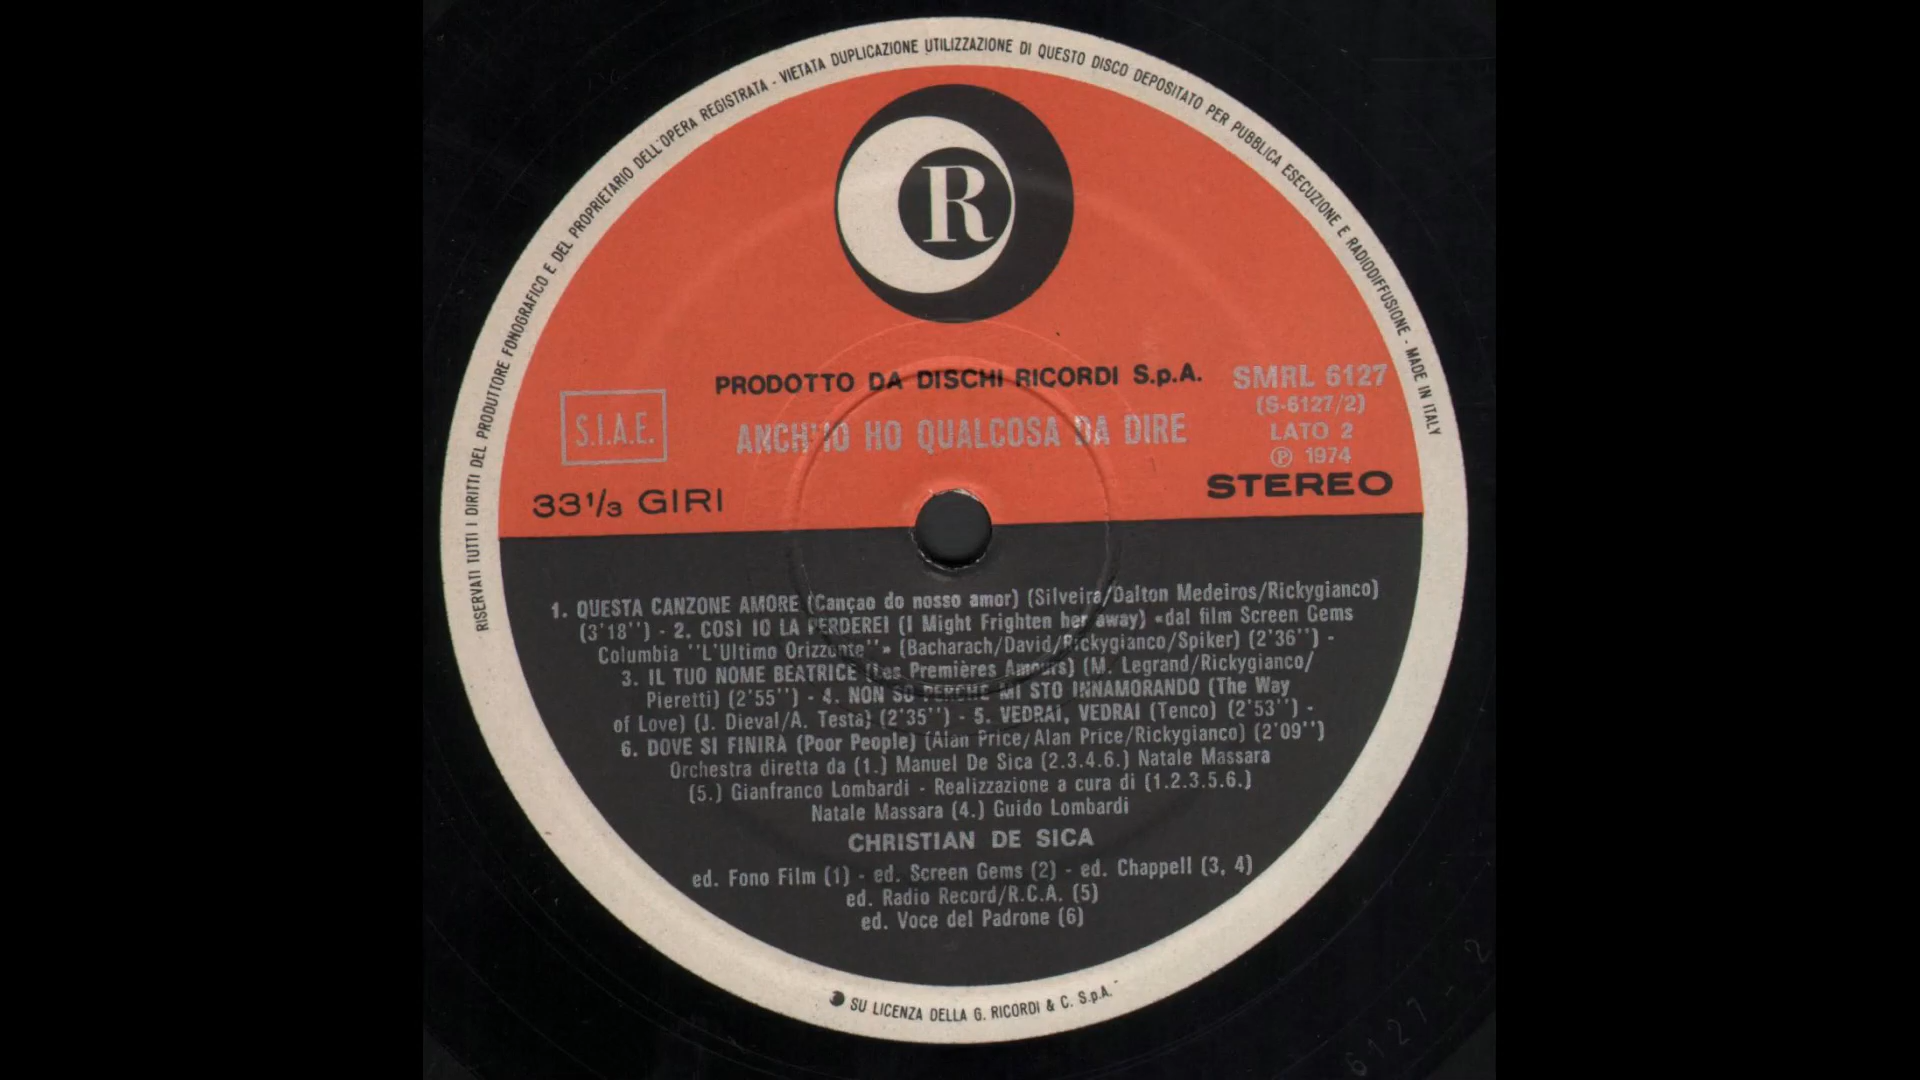 RISERVATI TUTTI I DIRITTI DEL PRODUTTORE FONOGRAFICO E DEL PROPRIETARIO DELL'OPERA REGISTRATA - VIETATA DUPLICAZIONE UTILIZZAZIONE DI QUESTO DISCO DEPOSITATO PER PUBBLICA ESECUZIONE E RADIODIFFUSIONE - MADE IN ITALY
R
PRODOTTO DA DISCHI RICORDI S.p.A.
SMRL 6127
(S-6127/2)
S.I.A.E.
ANCH'IO HO QUALCOSA DA DIRE
LATO 2
℗ 1974
33 1/3 GIRI
STEREO
1. QUESTA CANZONE AMORE (Cançao do nosso amor) (Silveira/Dalton Medeiros/Rickygianco)
(3'18'') - 2. COSI IO LA PERDEREI (I Might Frighten her away) «dal film Screen Gems
Columbia ''L'Ultimo Orizzonte''» (Bacharach/David/Rickygianco/Spiker) (2'36'') -
3. IL TUO NOME BEATRICE (Les Premières Amours) (M. Legrand/Rickygianco/
Pieretti) (2'55'') - 4. NON SO PERCHE MI STO INNAMORANDO (The Way
of Love) (J. Dieval/A. Testa) (2'35'') - 5. VEDRAI, VEDRAI (Tenco) (2'53'') -
6. DOVE SI FINIRÀ (Poor People) (Alan Price/Alan Price/Rickygianco) (2'09'')
Orchestra diretta da (1.) Manuel De Sica (2.3.4.6.) Natale Massara
(5.) Gianfranco Lombardi - Realizzazione a cura di (1.2.3.5.6.)
Natale Massara (4.) Guido Lombardi
CHRISTIAN DE SICA
ed. Fono Film (1) - ed. Screen Gems (2) - ed. Chappell (3, 4)
ed. Radio Record/R.C.A. (5)
ed. Voce del Padrone (6)
SU LICENZA DELLA G. RICORDI & C. S.p.A.
6127 - 2